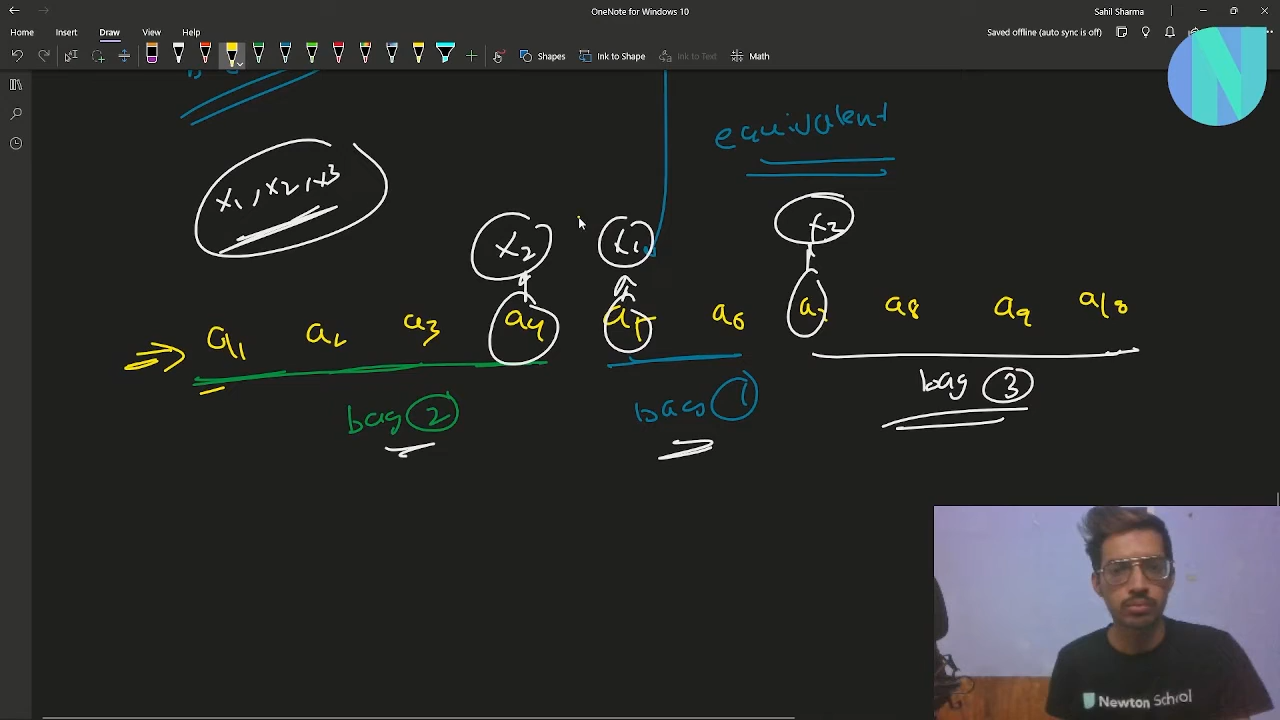 OneNote for Windows 10
Sahil Sharma
Home Insert Draw View Help
Saved offline (auto sync is off)
Shapes Ink to Shape Ink to Text Math
equivalent
x1, x2, x3
x2 x1 x3
a1 a2 a3 a4 a5 a6 a7 a8 a9 a10
bag 2 bag 1 bag 3
Newton School